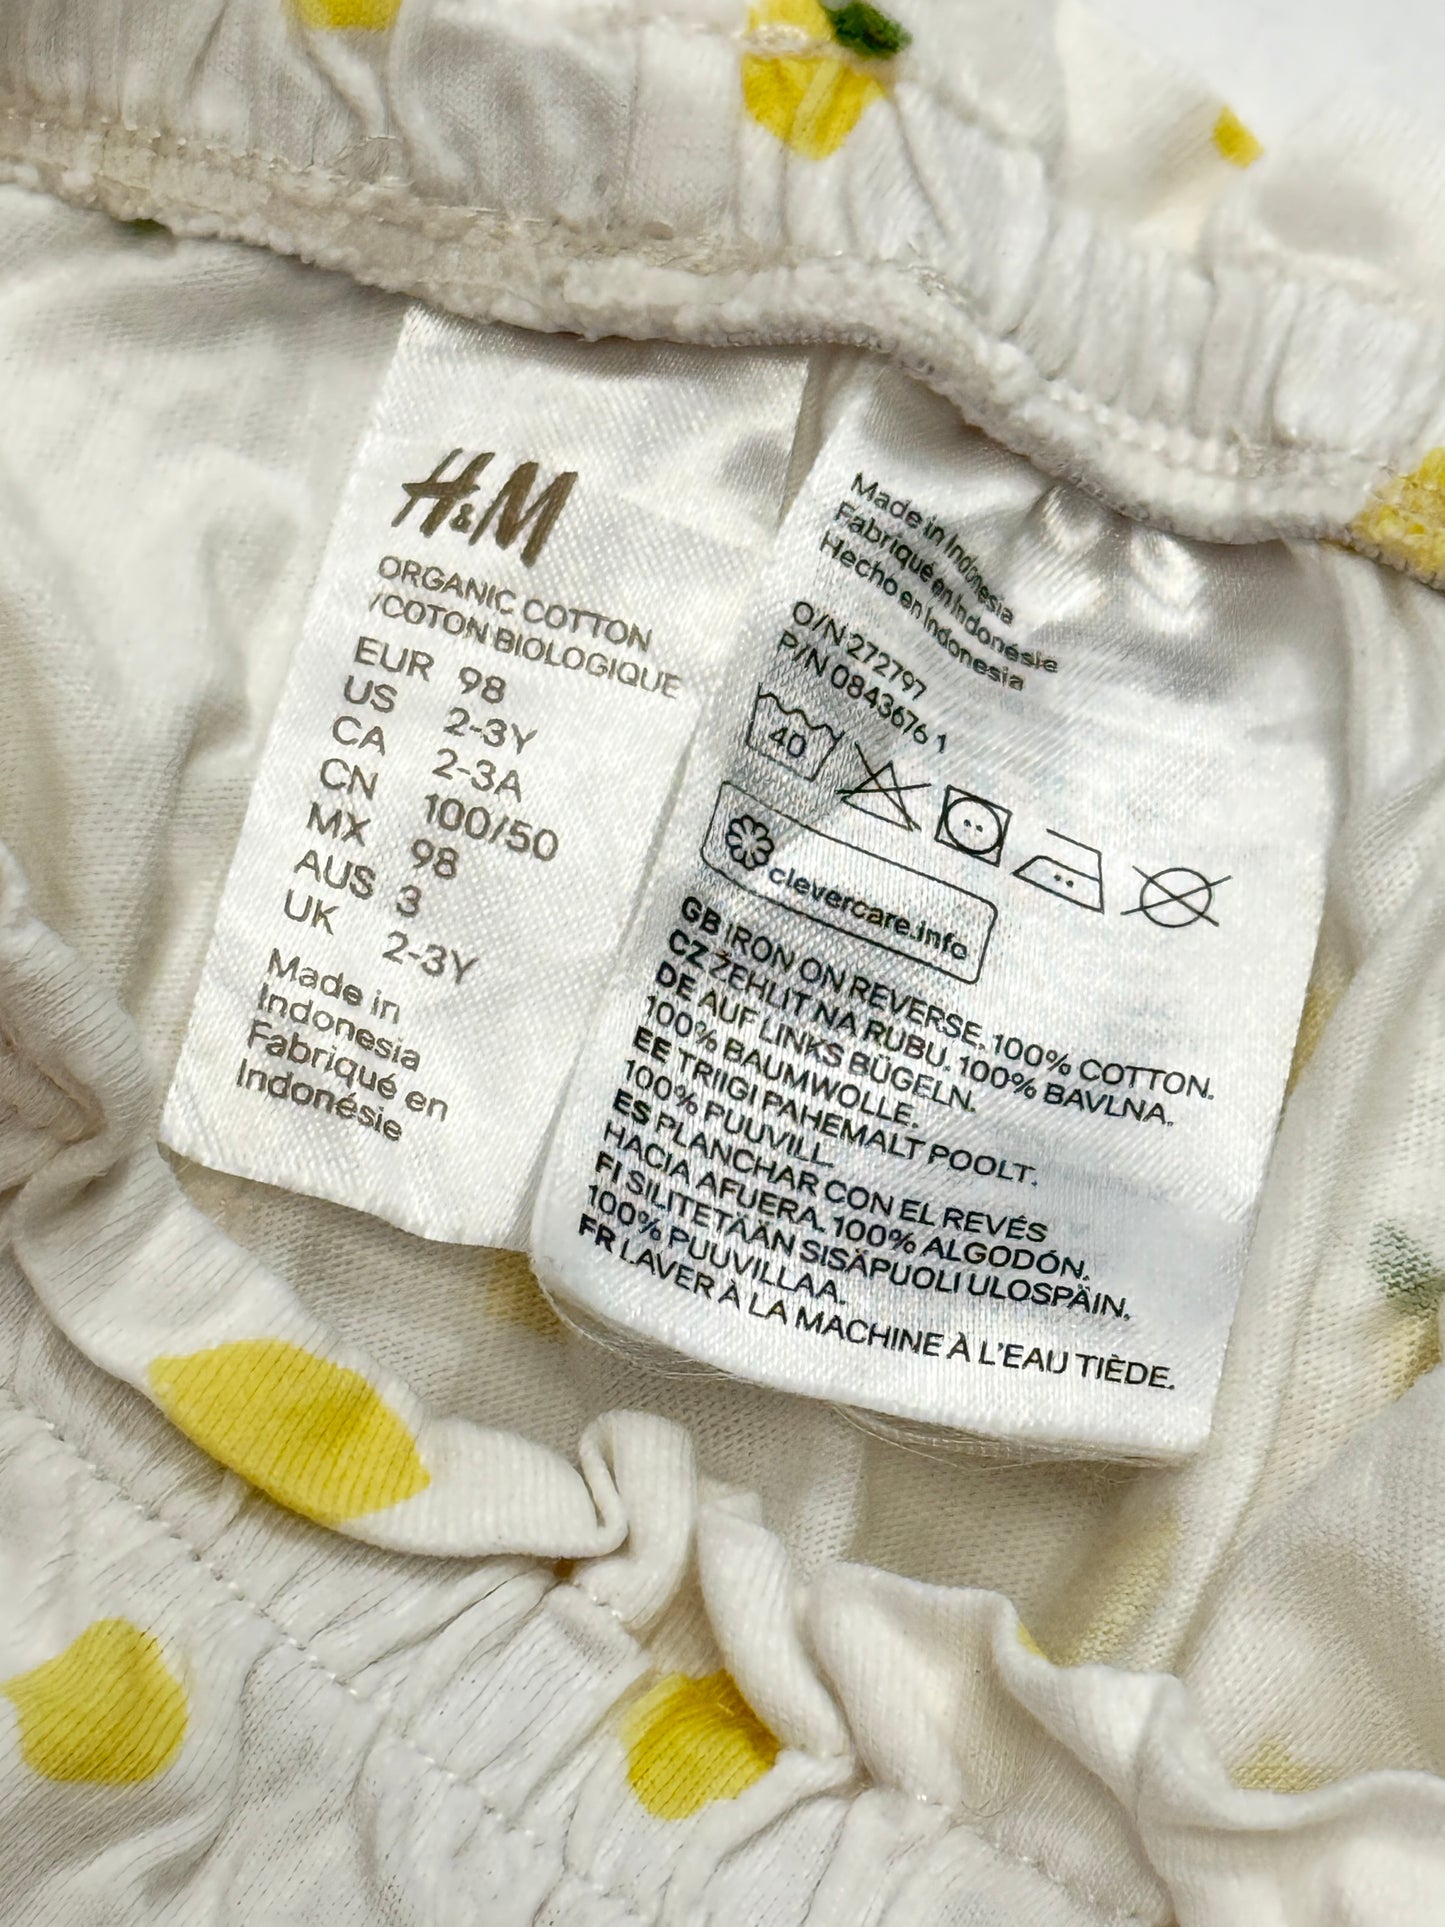 H&M
ORGANIC COTTON
/COTON BIOLOGIQUE
EUR 98
US 2-3Y
CA 2-3A
CN 100/50
MX 98
AUS 3
UK 2-3Y
Made in
Indonesia
Fabriqué en
Indonésie
Made in Indonesia
Fabriqué en Indonésie
Hecho en Indonesia
O/N 272797
P/N 0843676 1
40
clevercare.info
GB IRON ON REVERSE. 100% COTTON.
CZ ŽEHLIT NA RUBU. 100% BAVLNA.
DE AUF LINKS BÜGELN.
100% BAUMWOLLE.
EE TRIIGI PAHEMALT POOLT.
100% PUUVILL.
ES PLANCHAR CON EL REVÉS
HACIA AFUERA. 100% ALGODÓN.
FI SILITETÄÄN SISÄPUOLI ULOSPÄIN.
100% PUUVILLAA.
FR LAVER À LA MACHINE À L'EAU TIÈDE.